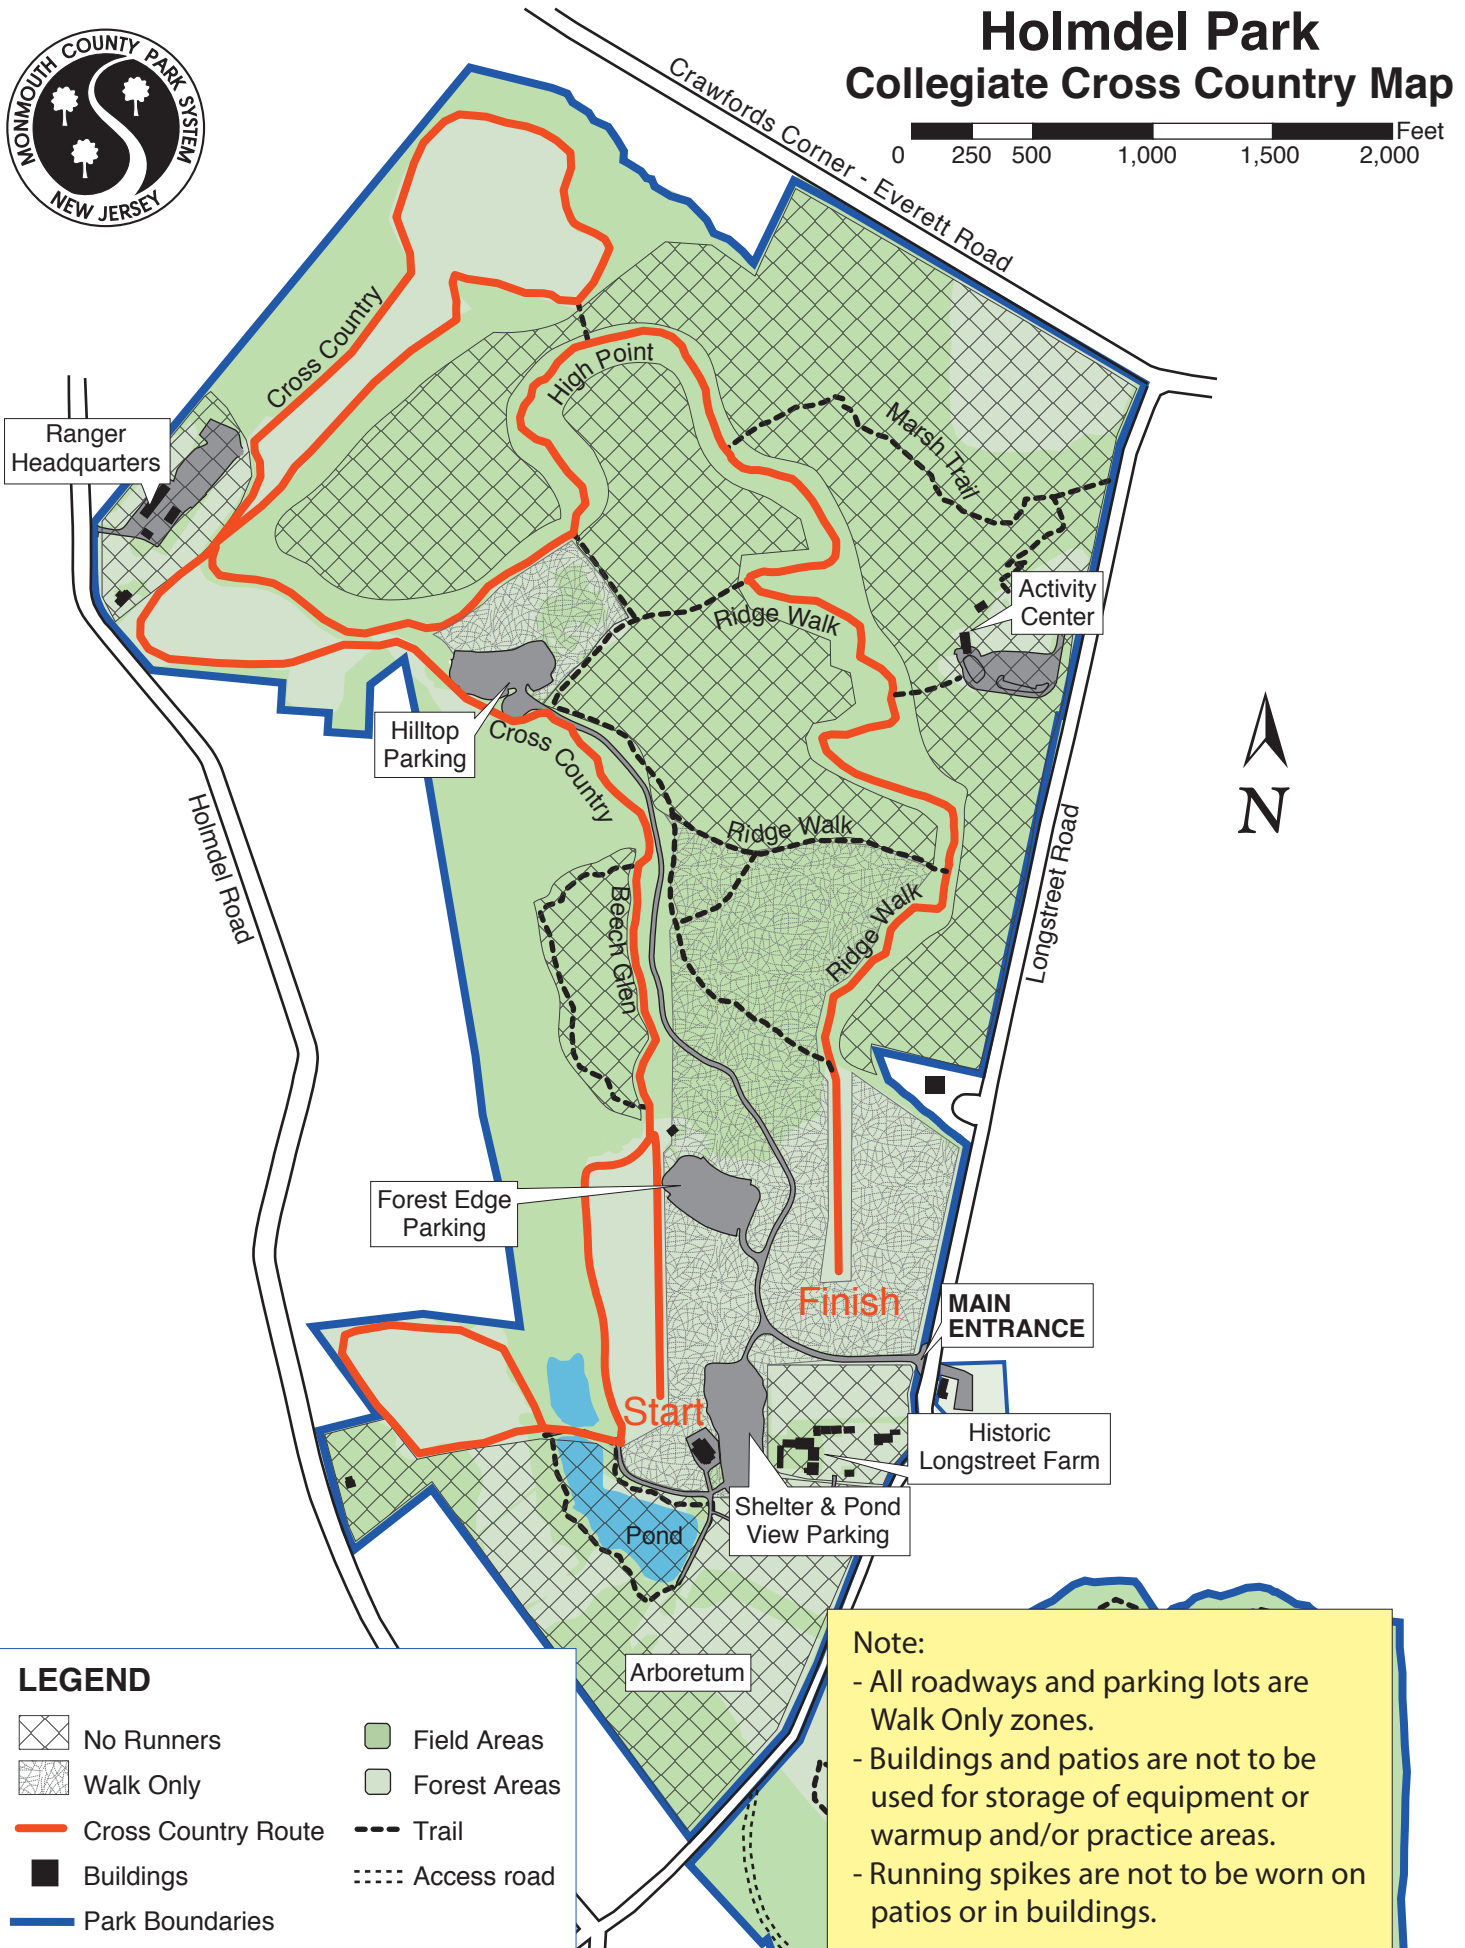 MONMOUTH COUNTY PARK SYSTEM
NEW JERSEY
Holmdel Park
Collegiate Cross Country Map
Feet
0 250 500 1,000 1,500 2,000
Crawfords Corner - Everett Road
Cross Country
High Point
Ranger
Headquarters
Marsh Trail
Activity
Center
Ridge Walk
Hilltop
Parking
Cross Country
N
Holmdel Road
Ridge Walk
Longstreet Road
Beech Glen
Ridge Walk
Forest Edge
Parking
Finish
MAIN
ENTRANCE
Start
Historic
Longstreet Farm
Shelter & Pond
View Parking
Pond
Arboretum
LEGEND
No Runners
Walk Only
Cross Country Route
Buildings
Park Boundaries
Field Areas
Forest Areas
Trail
Access road
Note:
- All roadways and parking lots are
Walk Only zones.
- Buildings and patios are not to be
used for storage of equipment or
warmup and/or practice areas.
- Running spikes are not to be worn on
patios or in buildings.